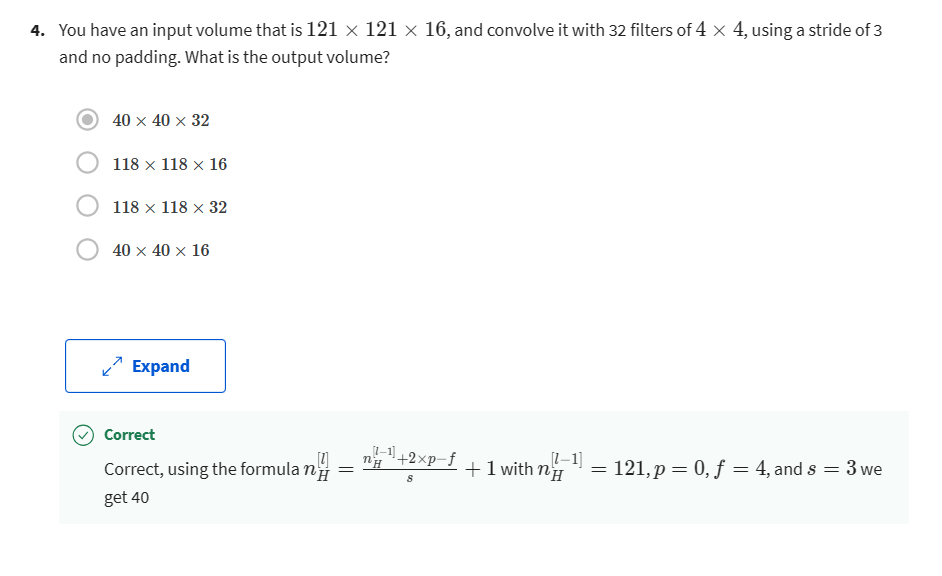 4. You have an input volume that is 121 × 121 × 16, and convolve it with 32 filters of 4 × 4, using a stride of 3
and no padding. What is the output volume?
40 × 40 × 32
118 × 118 × 16
118 × 118 × 32
40 × 40 × 16
Expand
Correct
Correct, using the formula n_H^{[l]} = \frac{n_H^{[l-1]}+2×p−f}{s} + 1 with n_H^{[l-1]} = 121, p = 0, f = 4, and s = 3 we
get 40